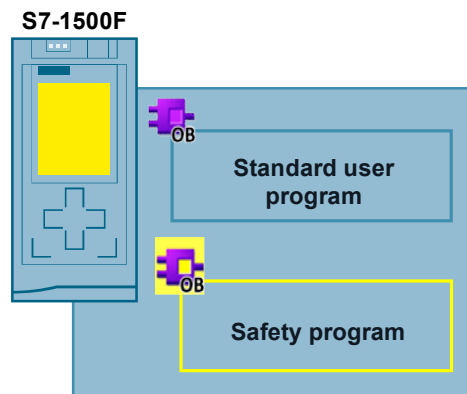 S7-1500F
OB
Standard user
program
OB
Safety program